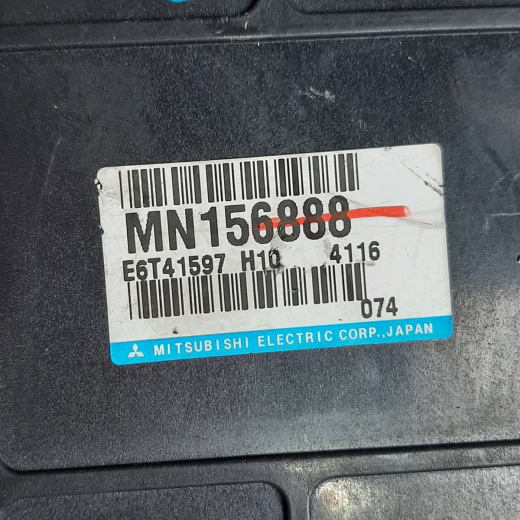 MN156888
E6T41597 H10 4116
074
MITSUBISHI ELECTRIC CORP.,JAPAN